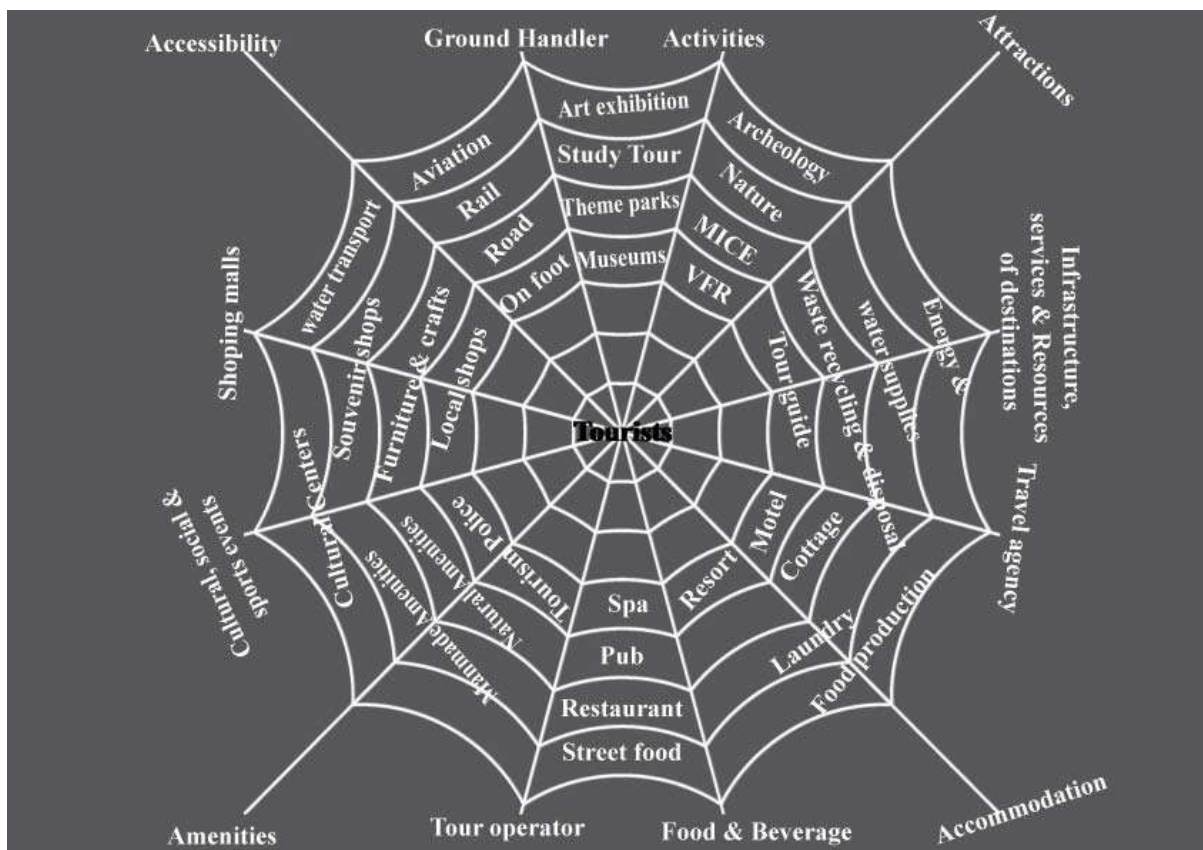 Accessibility
Ground Handler
Activities
Attractions
Art exhibition
Study Tour
Theme parks
Museums
Aviation
Rail
Road
On foot
Archeology
Nature
MICE
VFR
water transport
Souvenir shops
Furniture & crafts
Local shops
Shoping malls
Energy &
water supplies
Waste recycling & disposal
Tour guide
Infrastructure,
services & Resources
of destinations
Tourists
Cultural, social &
sports events
Cultural Centers
Manmade Amenities
Natural Amenities
Tourism Police
Travel agency
Motel
Cottage
Resort
Laundry
Food production
Spa
Pub
Restaurant
Street food
Amenities
Tour operator
Food & Beverage
Accommodation